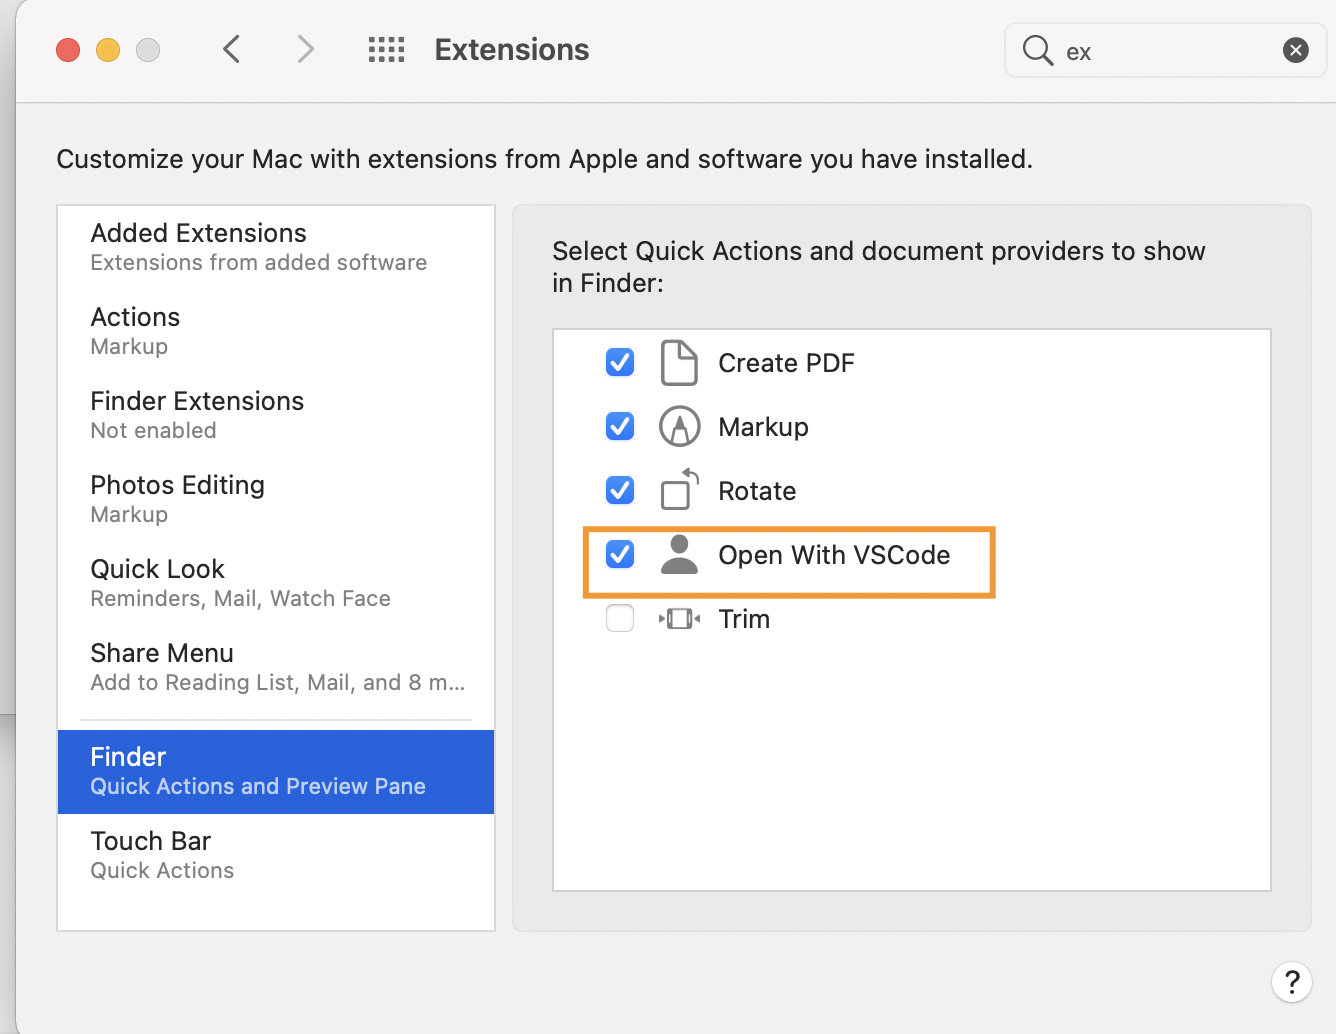 Extensions
ex
Customize your Mac with extensions from Apple and software you have installed.
Added Extensions
Extensions from added software
Actions
Markup
Finder Extensions
Not enabled
Photos Editing
Markup
Quick Look
Reminders, Mail, Watch Face
Share Menu
Add to Reading List, Mail, and 8 m...
Finder
Quick Actions and Preview Pane
Touch Bar
Quick Actions
Select Quick Actions and document providers to show
in Finder:
Create PDF
Markup
Rotate
Open With VSCode
Trim
?